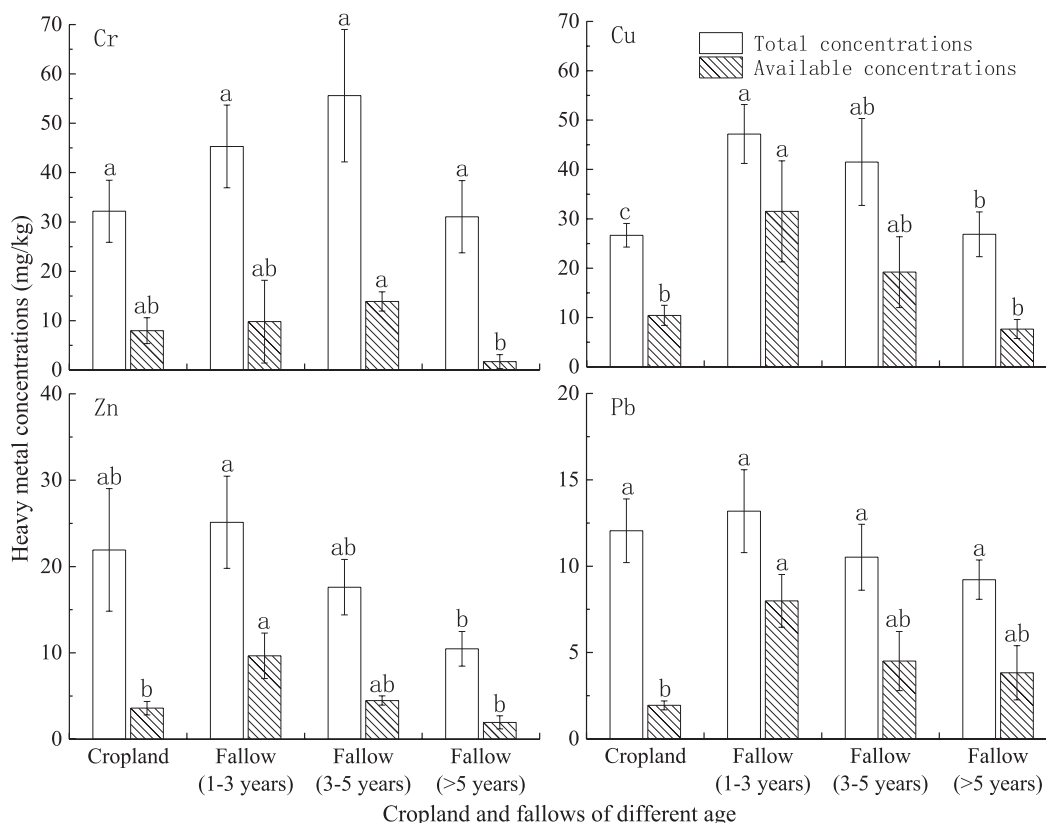 Heavy metal concentrations (mg/kg)
Cr
70
60
50
40
30
20
10
0
a
ab
a
ab
a
a
a
b
Cu
Total concentrations
Available concentrations
70
60
50
40
30
20
10
0
c
b
a
a
ab
ab
b
b
Zn
40
30
20
10
0
ab
b
a
a
ab
ab
b
b
Cropland
Fallow
(1-3 years)
Fallow
(3-5 years)
Fallow
(>5 years)
Pb
20
15
10
5
0
a
b
a
a
a
ab
a
ab
Cropland
Fallow
(1-3 years)
Fallow
(3-5 years)
Fallow
(>5 years)
Cropland and fallows of different age